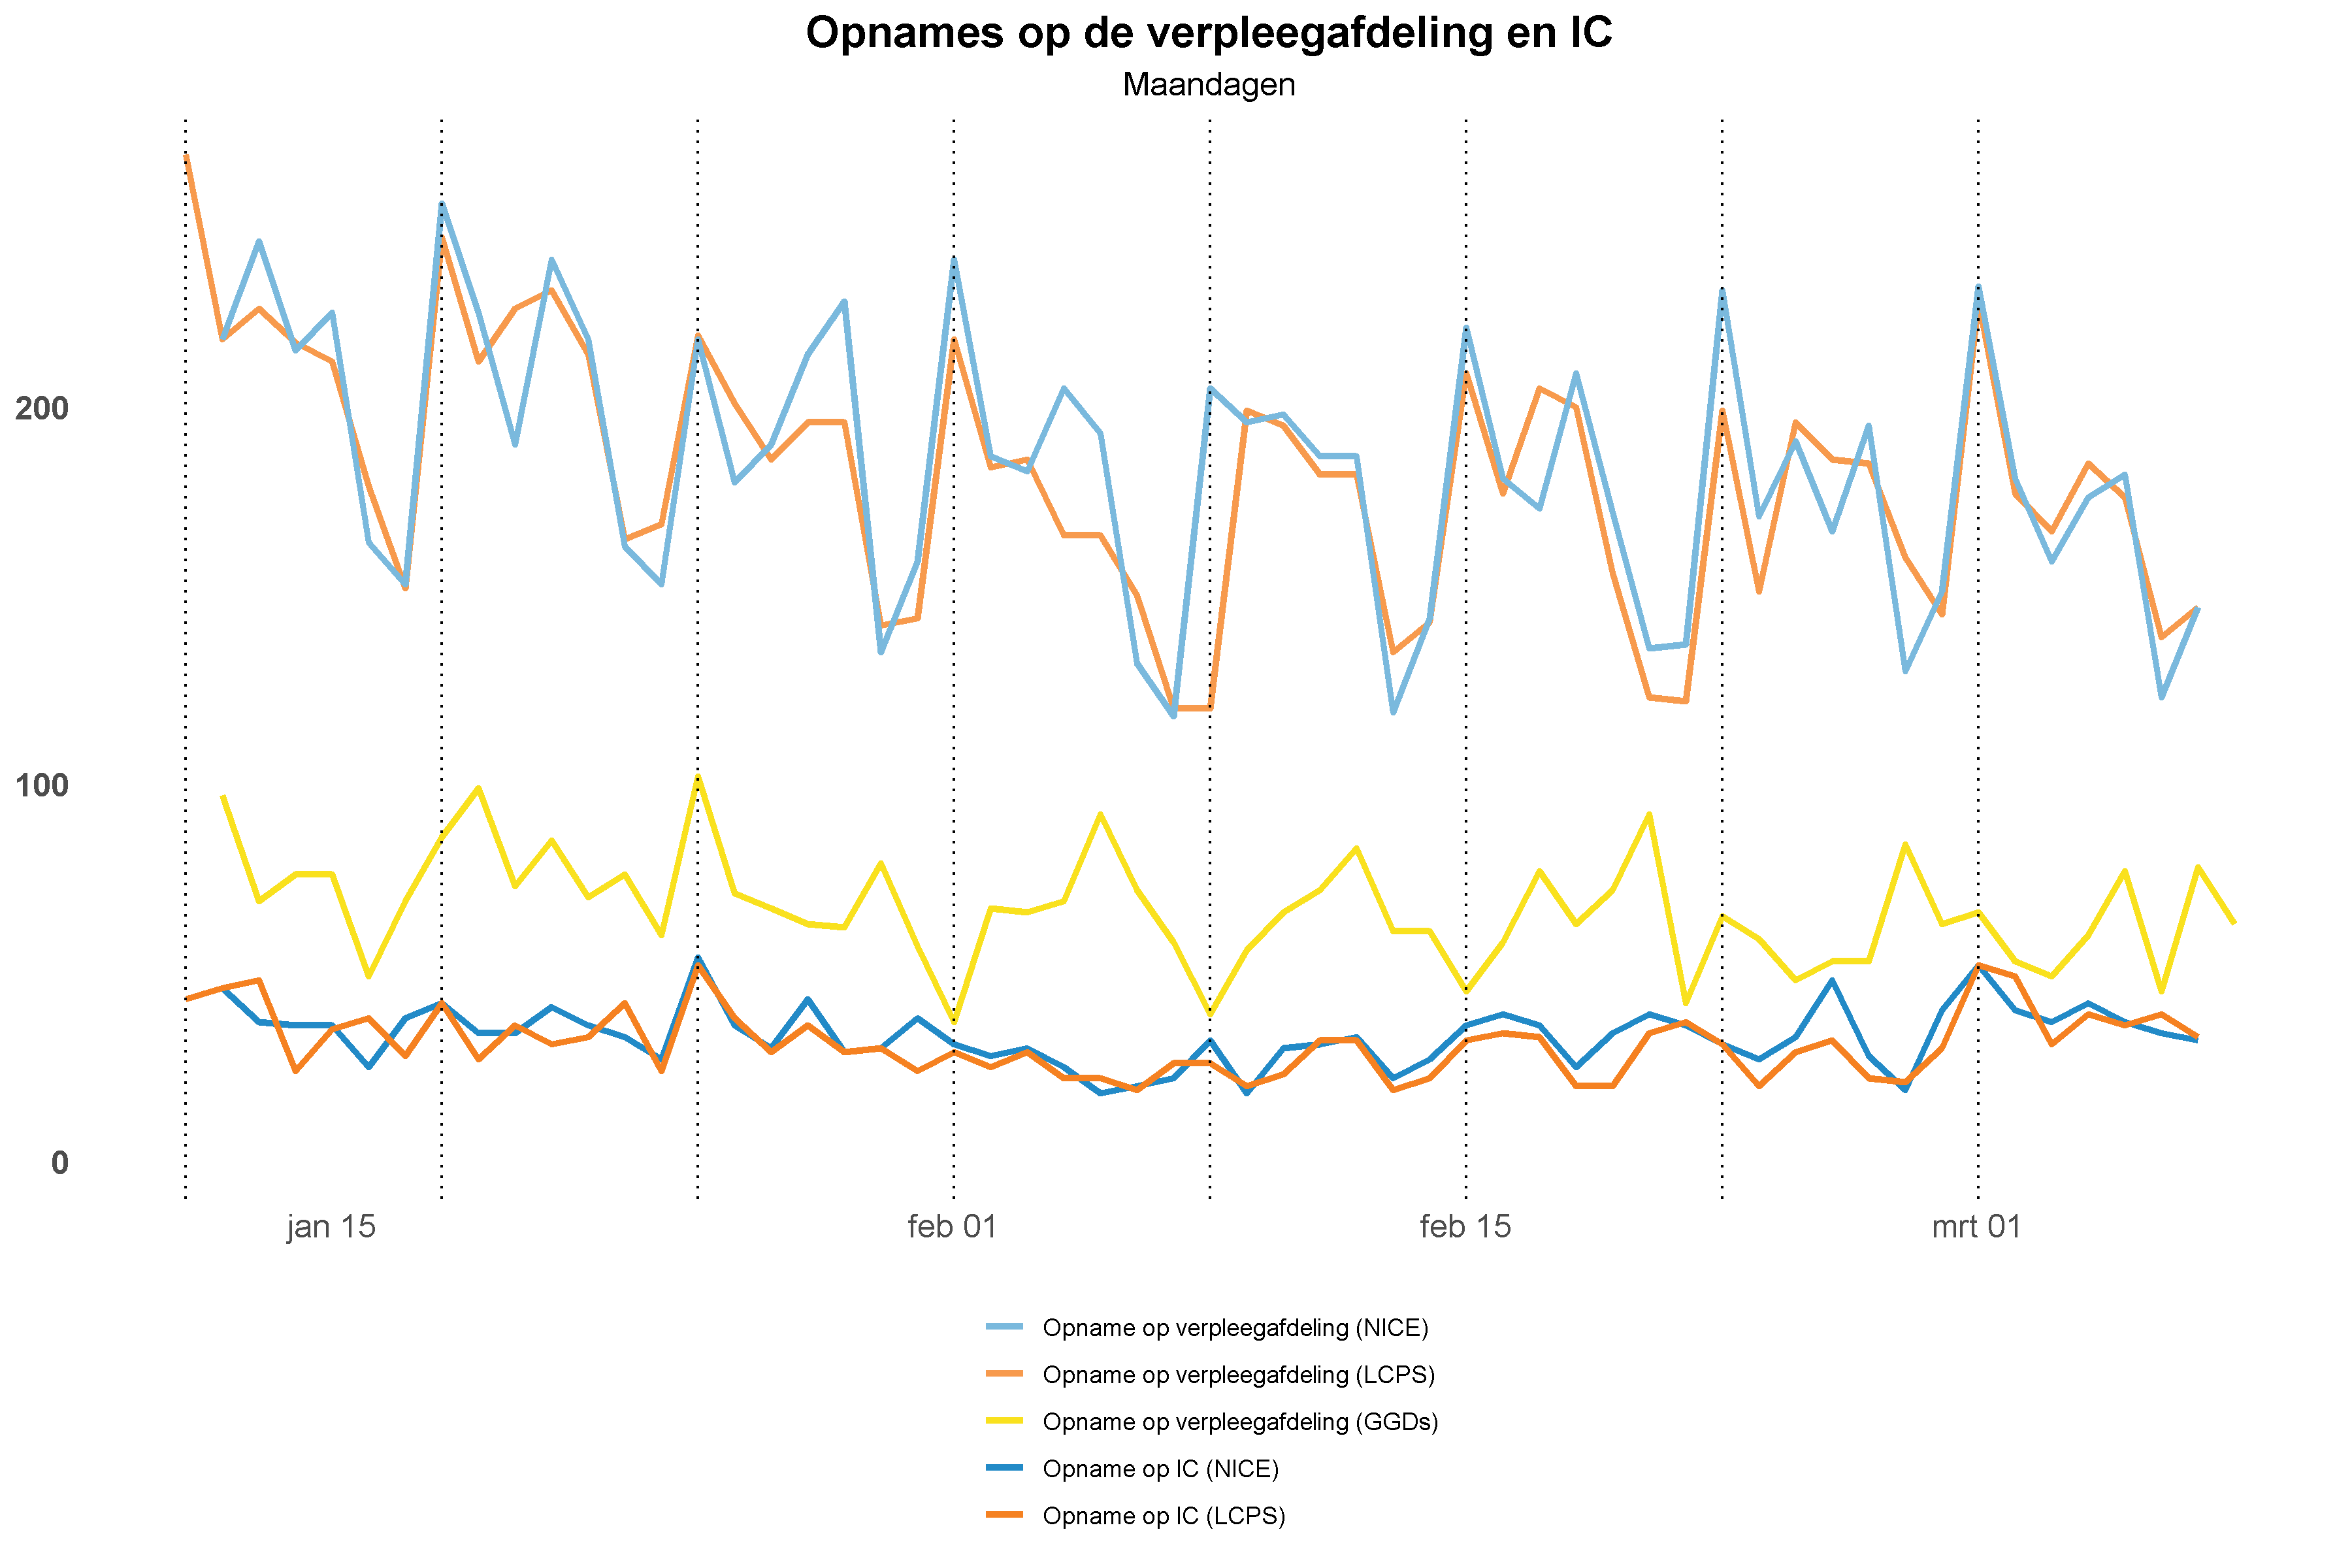 Opnames op de verpleegafdeling en IC
Maandagen
200
100
0
jan 15
feb 01
feb 15
mrt 01
Opname op verpleegafdeling (NICE)
Opname op verpleegafdeling (LCPS)
Opname op verpleegafdeling (GGDs)
Opname op IC (NICE)
Opname op IC (LCPS)